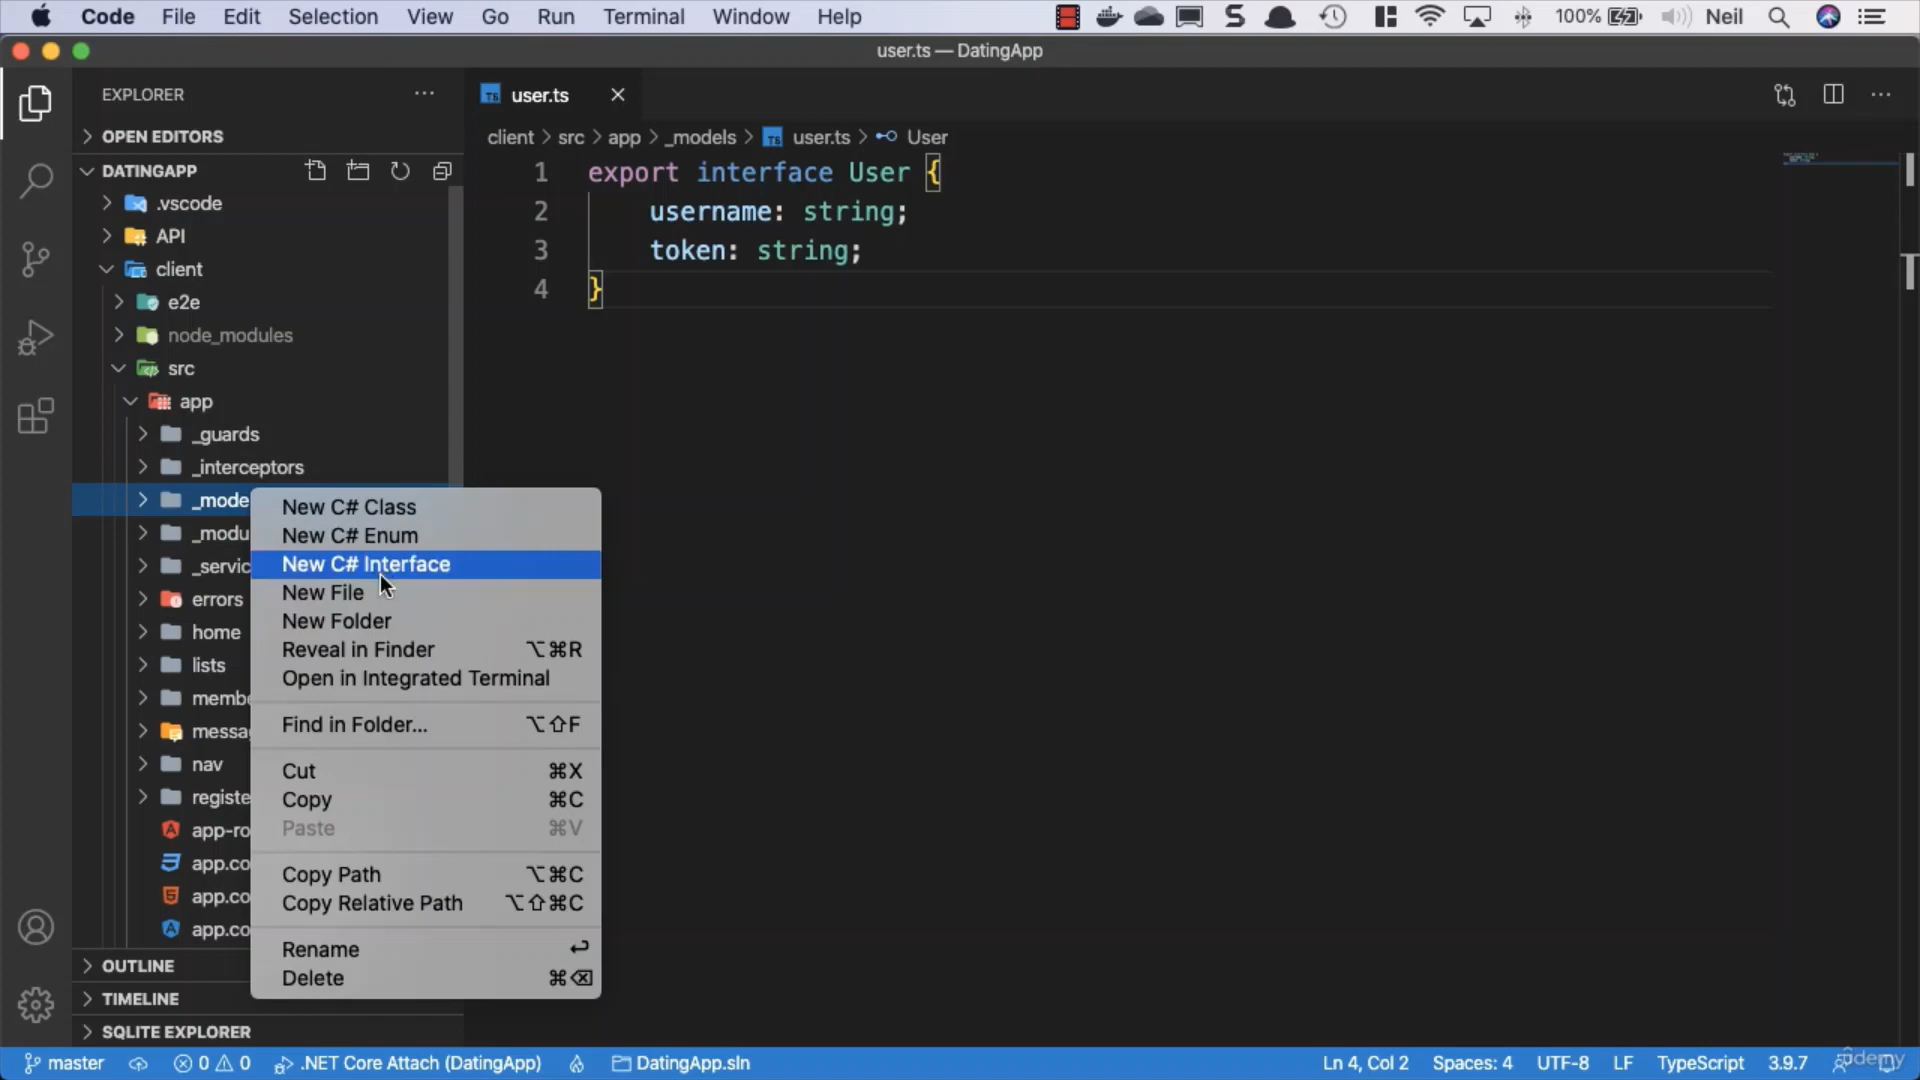 Code File Edit Selection View Go Run Terminal Window Help 100% Neil
user.ts — DatingApp
EXPLORER
OPEN EDITORS
DATINGAPP
.vscode
API
client
e2e
node_modules
src
app
_guards
_interceptors
_mode
_modu
_servic
errors
home
lists
membe
messa
nav
registe
app-ro
app.co
app.co
app.co
OUTLINE
TIMELINE
SQLITE EXPLORER
New C# Class
New C# Enum
New C# Interface
New File
New Folder
Reveal in Finder ⌥⌘R
Open in Integrated Terminal
Find in Folder... ⌥⇧F
Cut ⌘X
Copy ⌘C
Paste ⌘V
Copy Path ⌥⌘C
Copy Relative Path ⌥⇧⌘C
Rename ↩
Delete ⌘⌫
TS user.ts
client > src > app > _models > TS user.ts > User
1 export interface User {
2 username: string;
3 token: string;
4 }
master 0 0 .NET Core Attach (DatingApp) DatingApp.sln Ln 4, Col 2 Spaces: 4 UTF-8 LF TypeScript 3.9.7
udemy